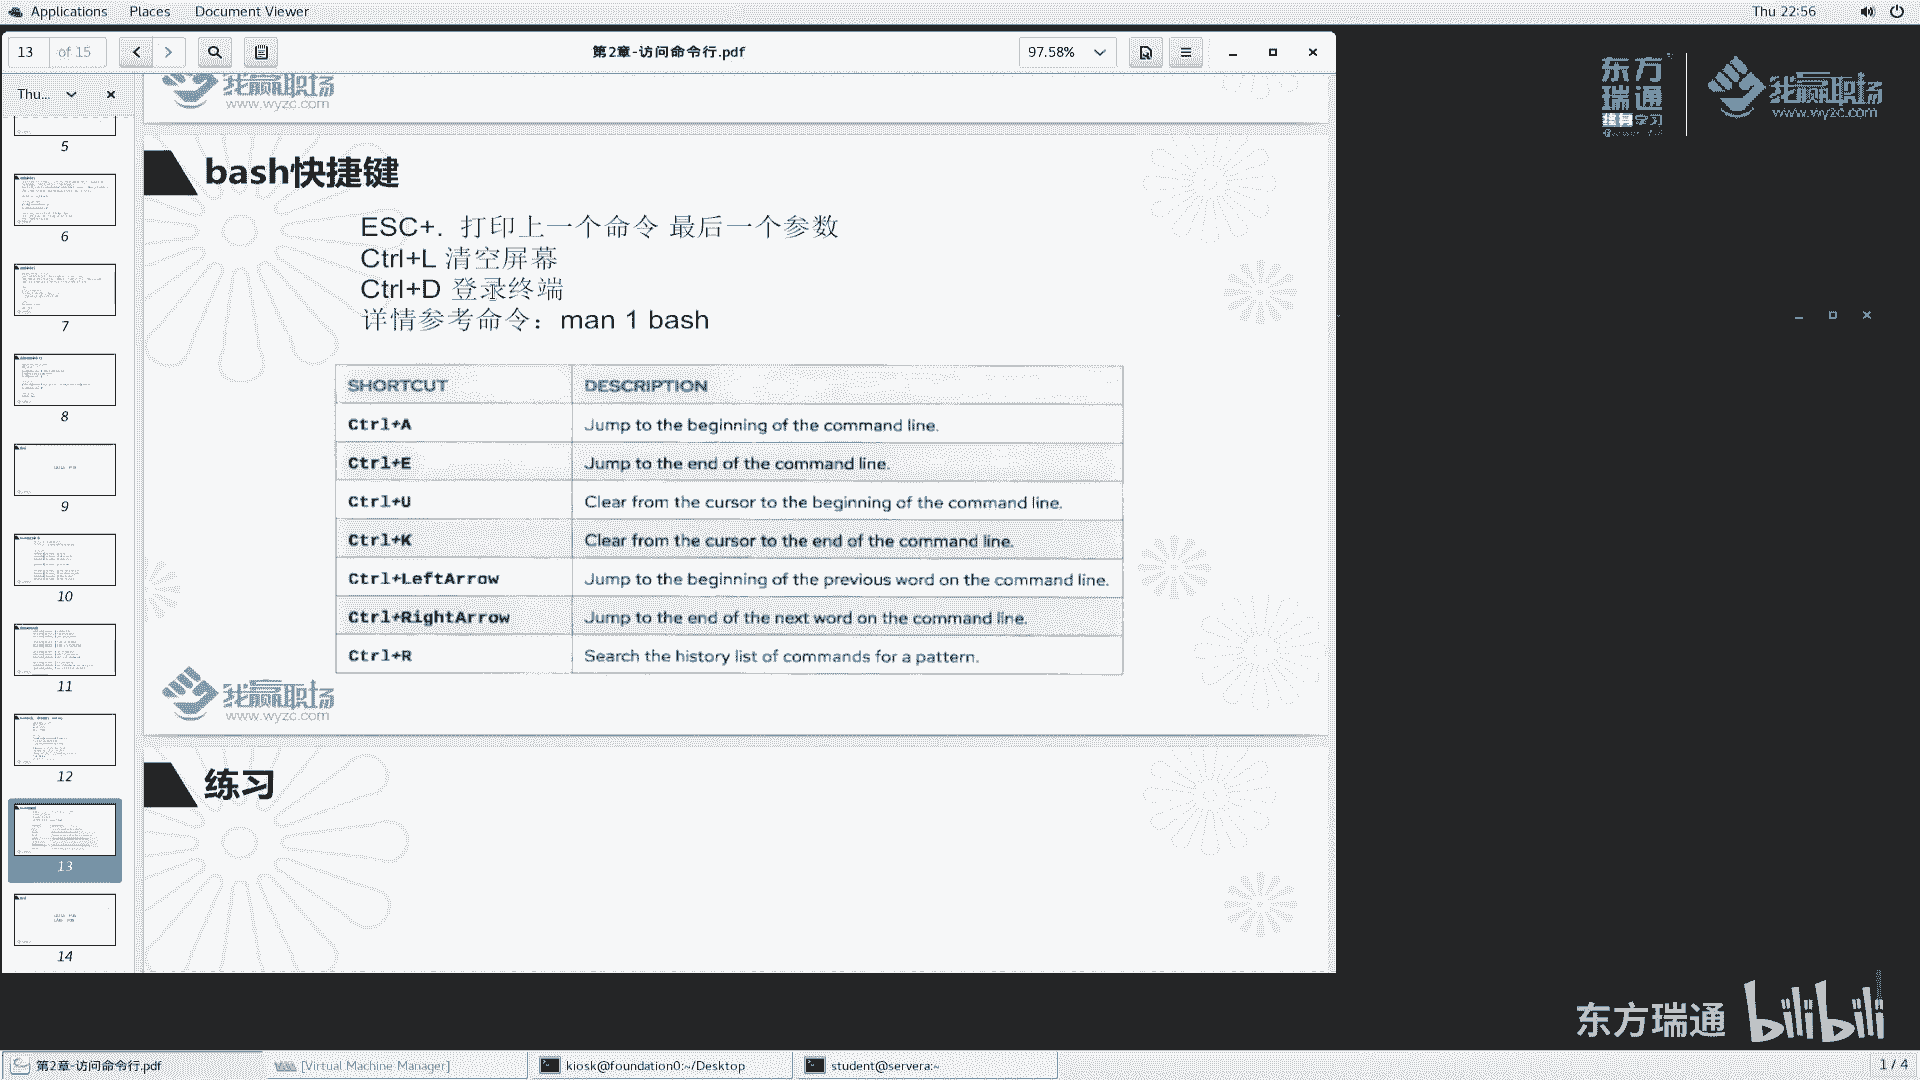 Applications Places Document Viewer Thu 22:56
13 of 15 第2章-访问命令行.pdf 97.58%
东方
瑞通
终身学习
我赢职场
www.wyzc.com
Thu...
5
6
7
8
9
10
11
12
13
14
我赢职场
www.wyzc.com
bash快捷键
ESC+. 打印上一个命令 最后一个参数
Ctrl+L 清空屏幕
Ctrl+D 登录终端
详情参考命令：man 1 bash
SHORTCUT DESCRIPTION
Ctrl+A Jump to the beginning of the command line.
Ctrl+E Jump to the end of the command line.
Ctrl+U Clear from the cursor to the beginning of the command line.
Ctrl+K Clear from the cursor to the end of the command line.
Ctrl+LeftArrow Jump to the beginning of the previous word on the command line.
Ctrl+RightArrow Jump to the end of the next word on the command line.
Ctrl+R Search the history list of commands for a pattern.
我赢职场
www.wyzc.com
练习
东方瑞通 bilibili
第2章-访问命令行.pdf [Virtual Machine Manager] kiosk@foundation0:~/Desktop student@servera:~ 1 / 4